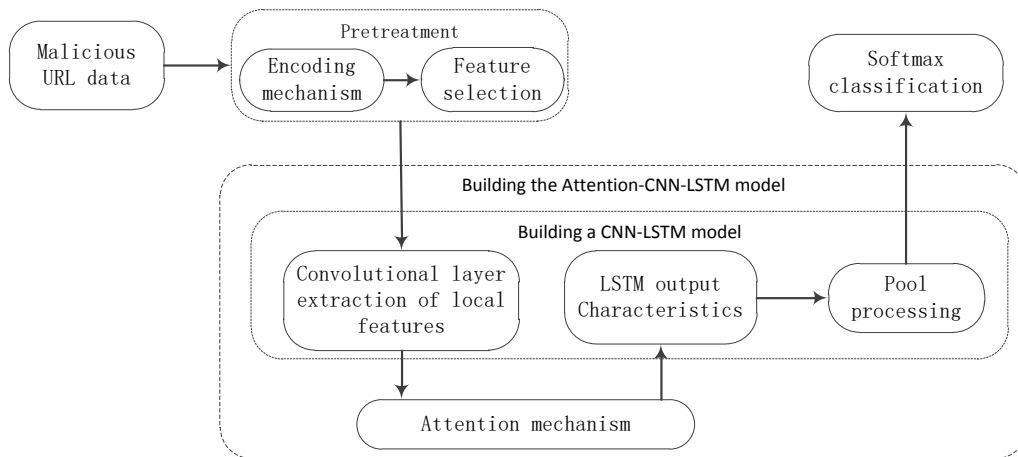 Malicious
URL data
Pretreatment
Encoding
mechanism
Feature
selection
Softmax
classification
Building the Attention-CNN-LSTM model
Building a CNN-LSTM model
Convolutional layer
extraction of local
features
LSTM output
Characteristics
Pool
processing
Attention mechanism